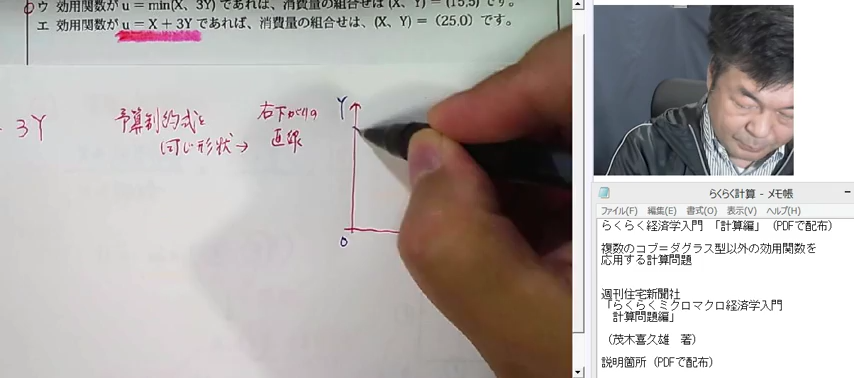 ウ 効用関数が u = min(X、3Y) であれば、消費量の組合せは (X、Y) = (15,5) です。
エ 効用関数が u = X + 3Y であれば、消費量の組合せは、(X、Y) = (25,0) です。
3Y
予算制約式と
同じ形状→
右下がりの
直線
Y
0
らくらく計算 - メモ帳
ファイル(F) 編集(E) 書式(O) 表示(V) ヘルプ(H)
らくらく経済学入門 「計算編」(PDFで配布)
複数のコブ=ダグラス型以外の効用関数を
応用する計算問題
週刊住宅新聞社
「らくらくミクロマクロ経済学入門
計算問題編」
(茂木喜久雄 著)
説明箇所(PDFで配布)